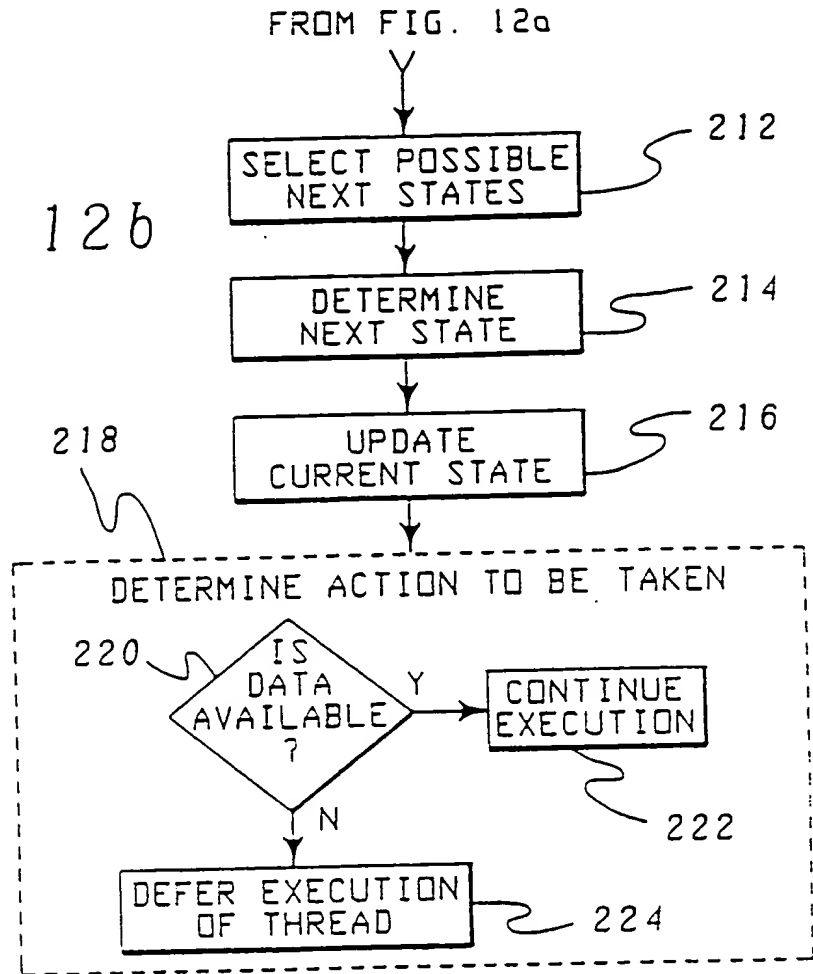 FROM FIG. 12a
SELECT POSSIBLE
NEXT STATES
212
12b
DETERMINE
NEXT STATE
214
UPDATE
CURRENT STATE
216
218
DETERMINE ACTION TO BE TAKEN
220
IS
DATA
AVAILABLE
?
Y
CONTINUE
EXECUTION
222
N
DEFER EXECUTION
OF THREAD
224